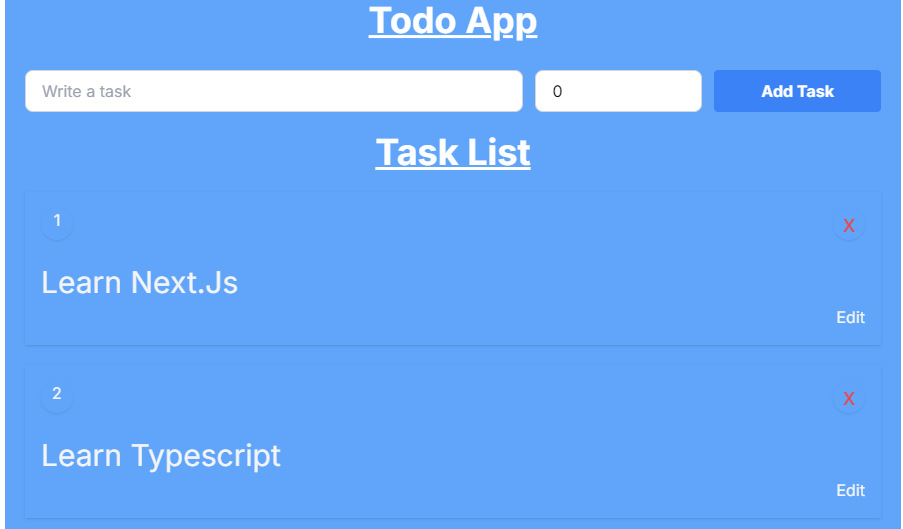 Todo App
Write a task 0 Add Task
Task List
1 X
Learn Next.Js
Edit
2 X
Learn Typescript
Edit